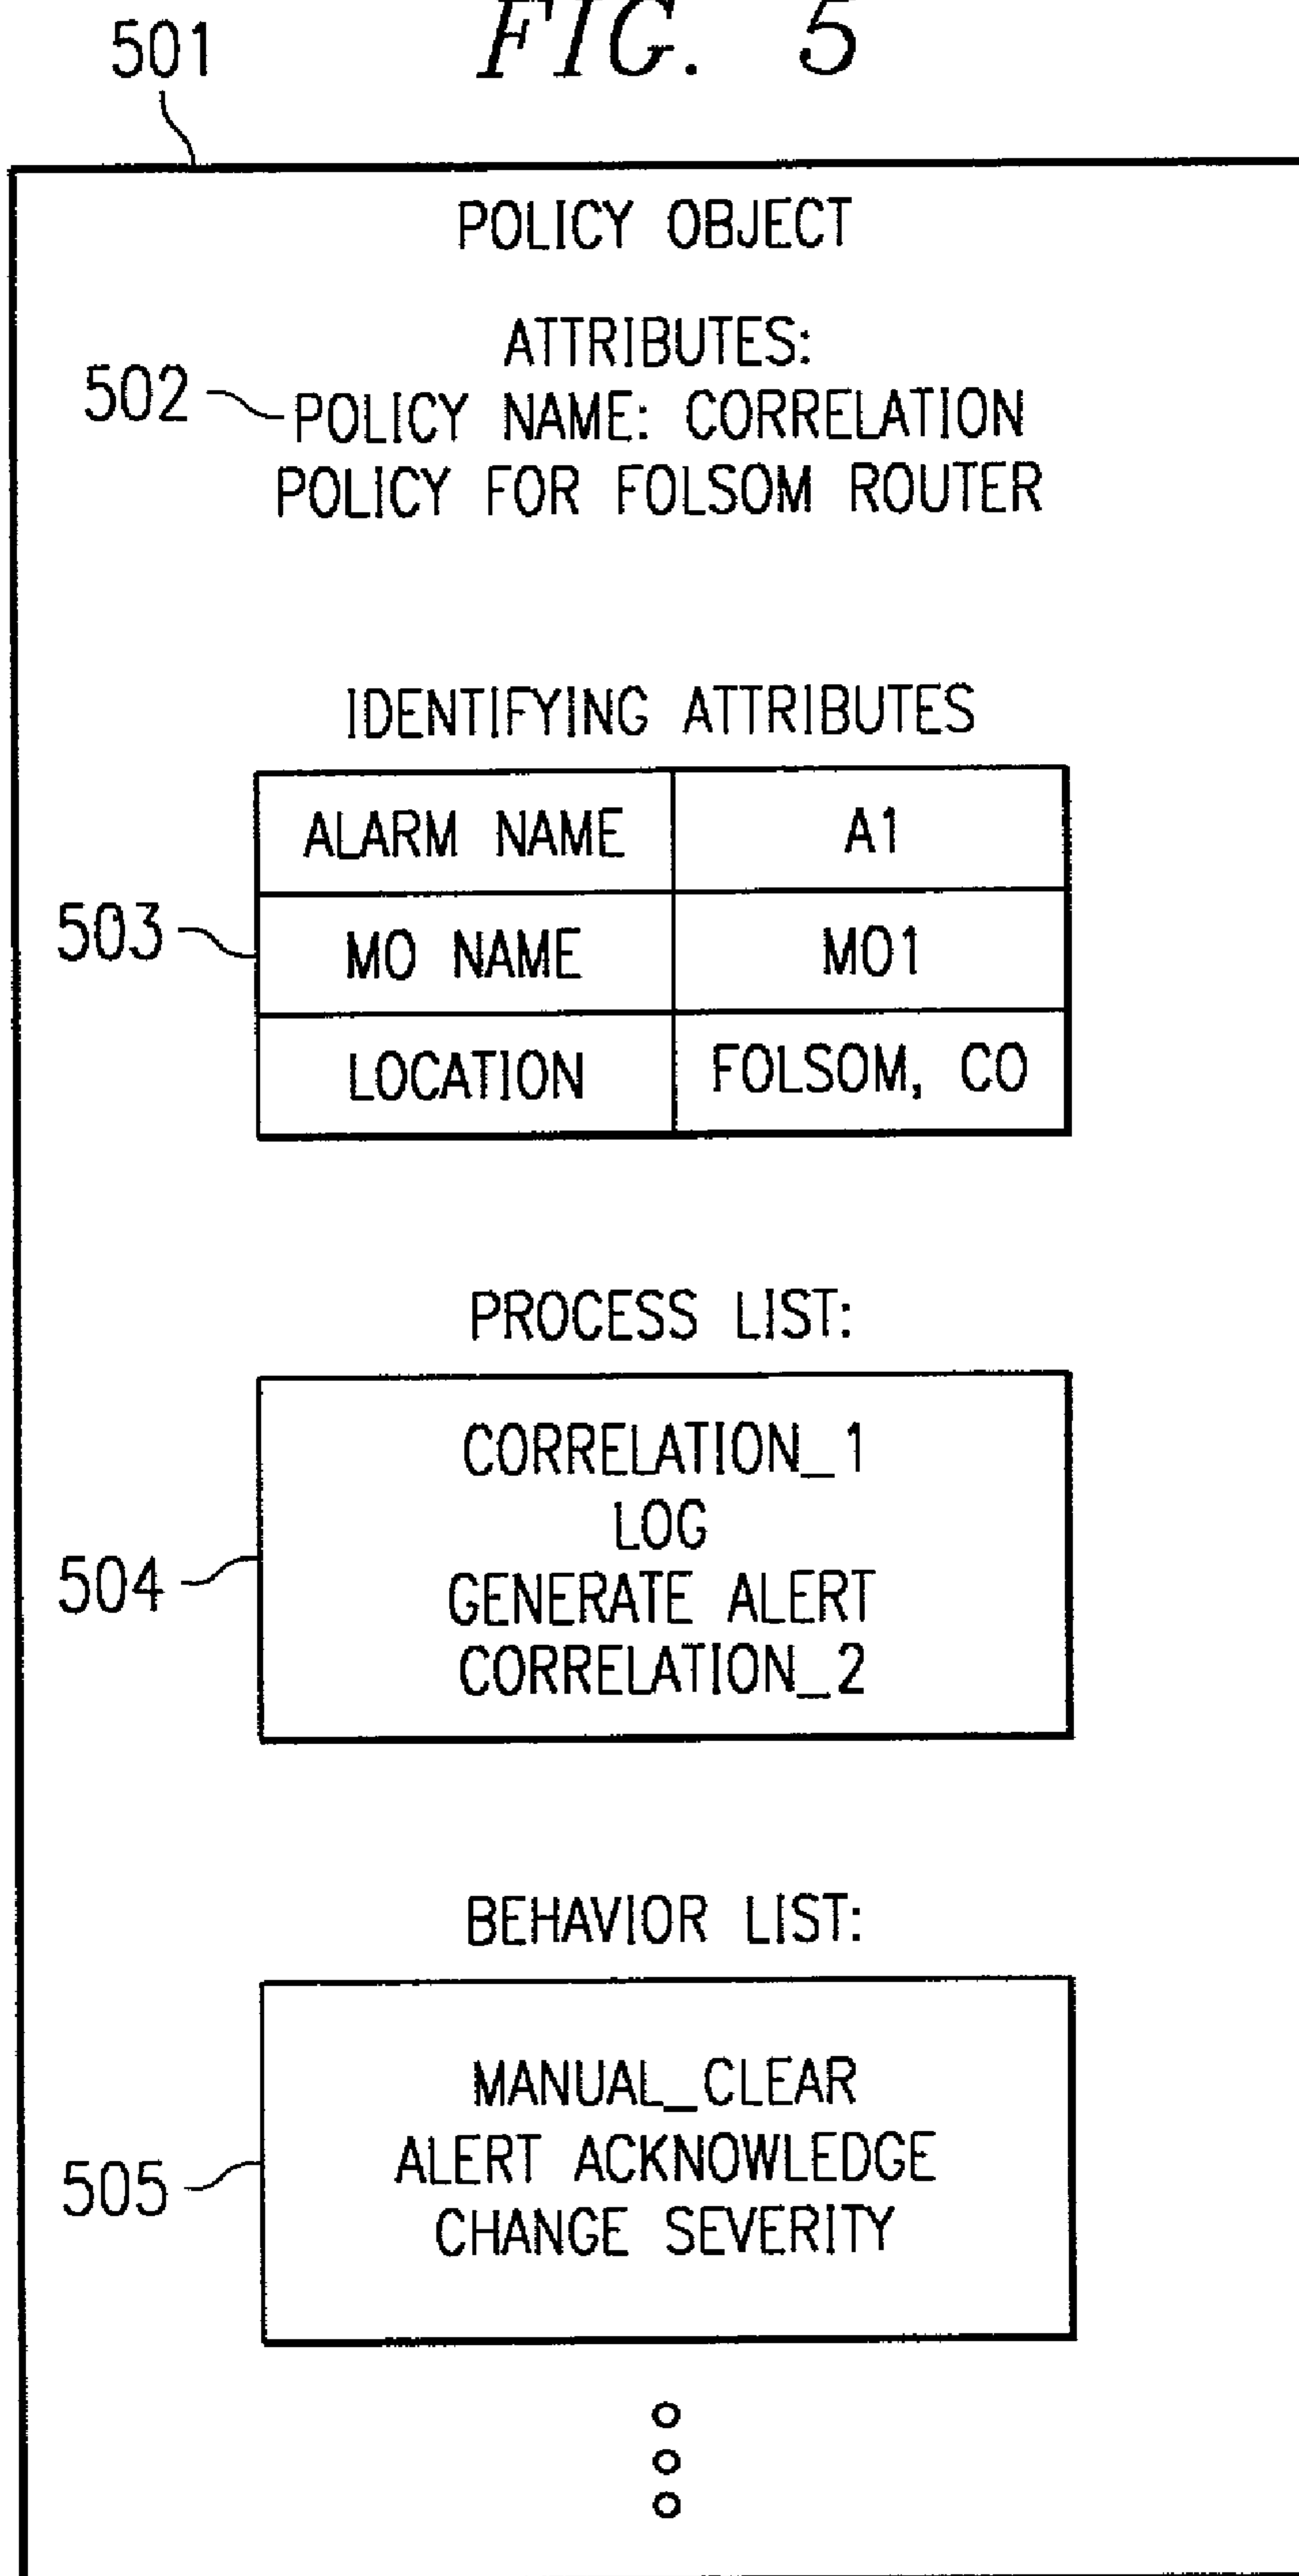 FIG. 5
501
POLICY OBJECT
ATTRIBUTES:
502
POLICY NAME: CORRELATION
POLICY FOR FOLSOM ROUTER
IDENTIFYING ATTRIBUTES
ALARM NAME A1
503
MO NAME MO1
LOCATION FOLSOM, CO
PROCESS LIST:
CORRELATION_1
LOG
504
GENERATE ALERT
CORRELATION_2
BEHAVIOR LIST:
MANUAL_CLEAR
505
ALERT ACKNOWLEDGE
CHANGE SEVERITY